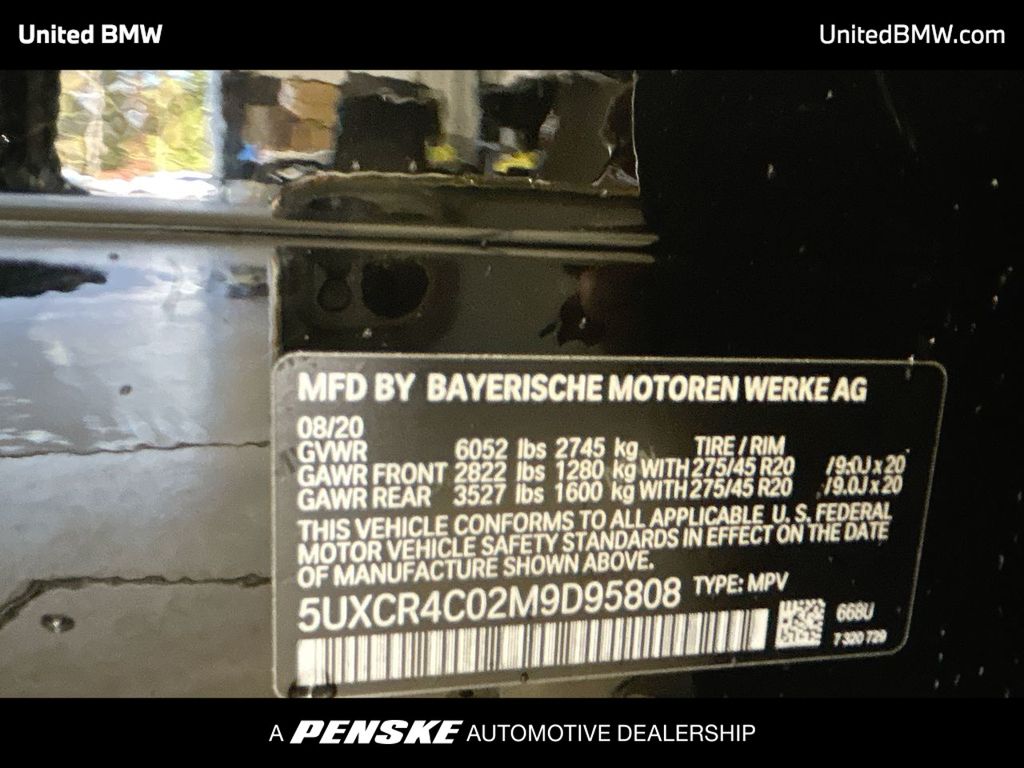 United BMW
UnitedBMW.com
MFD BY BAYERISCHE MOTOREN WERKE AG
08/20
GVWR 6052 lbs 2745 kg TIRE / RIM
GAWR FRONT 2822 lbs 1280 kg WITH 275/45 R20 /9.0J x 20
GAWR REAR 3527 lbs 1600 kg WITH 275/45 R20 /9.0J x 20
THIS VEHICLE CONFORMS TO ALL APPLICABLE U.S. FEDERAL
MOTOR VEHICLE SAFETY STANDARDS IN EFFECT ON THE DATE
OF MANUFACTURE SHOWN ABOVE.
5UXCR4C02M9D95808 TYPE: MPV
668U
7 320 729
A PENSKE AUTOMOTIVE DEALERSHIP